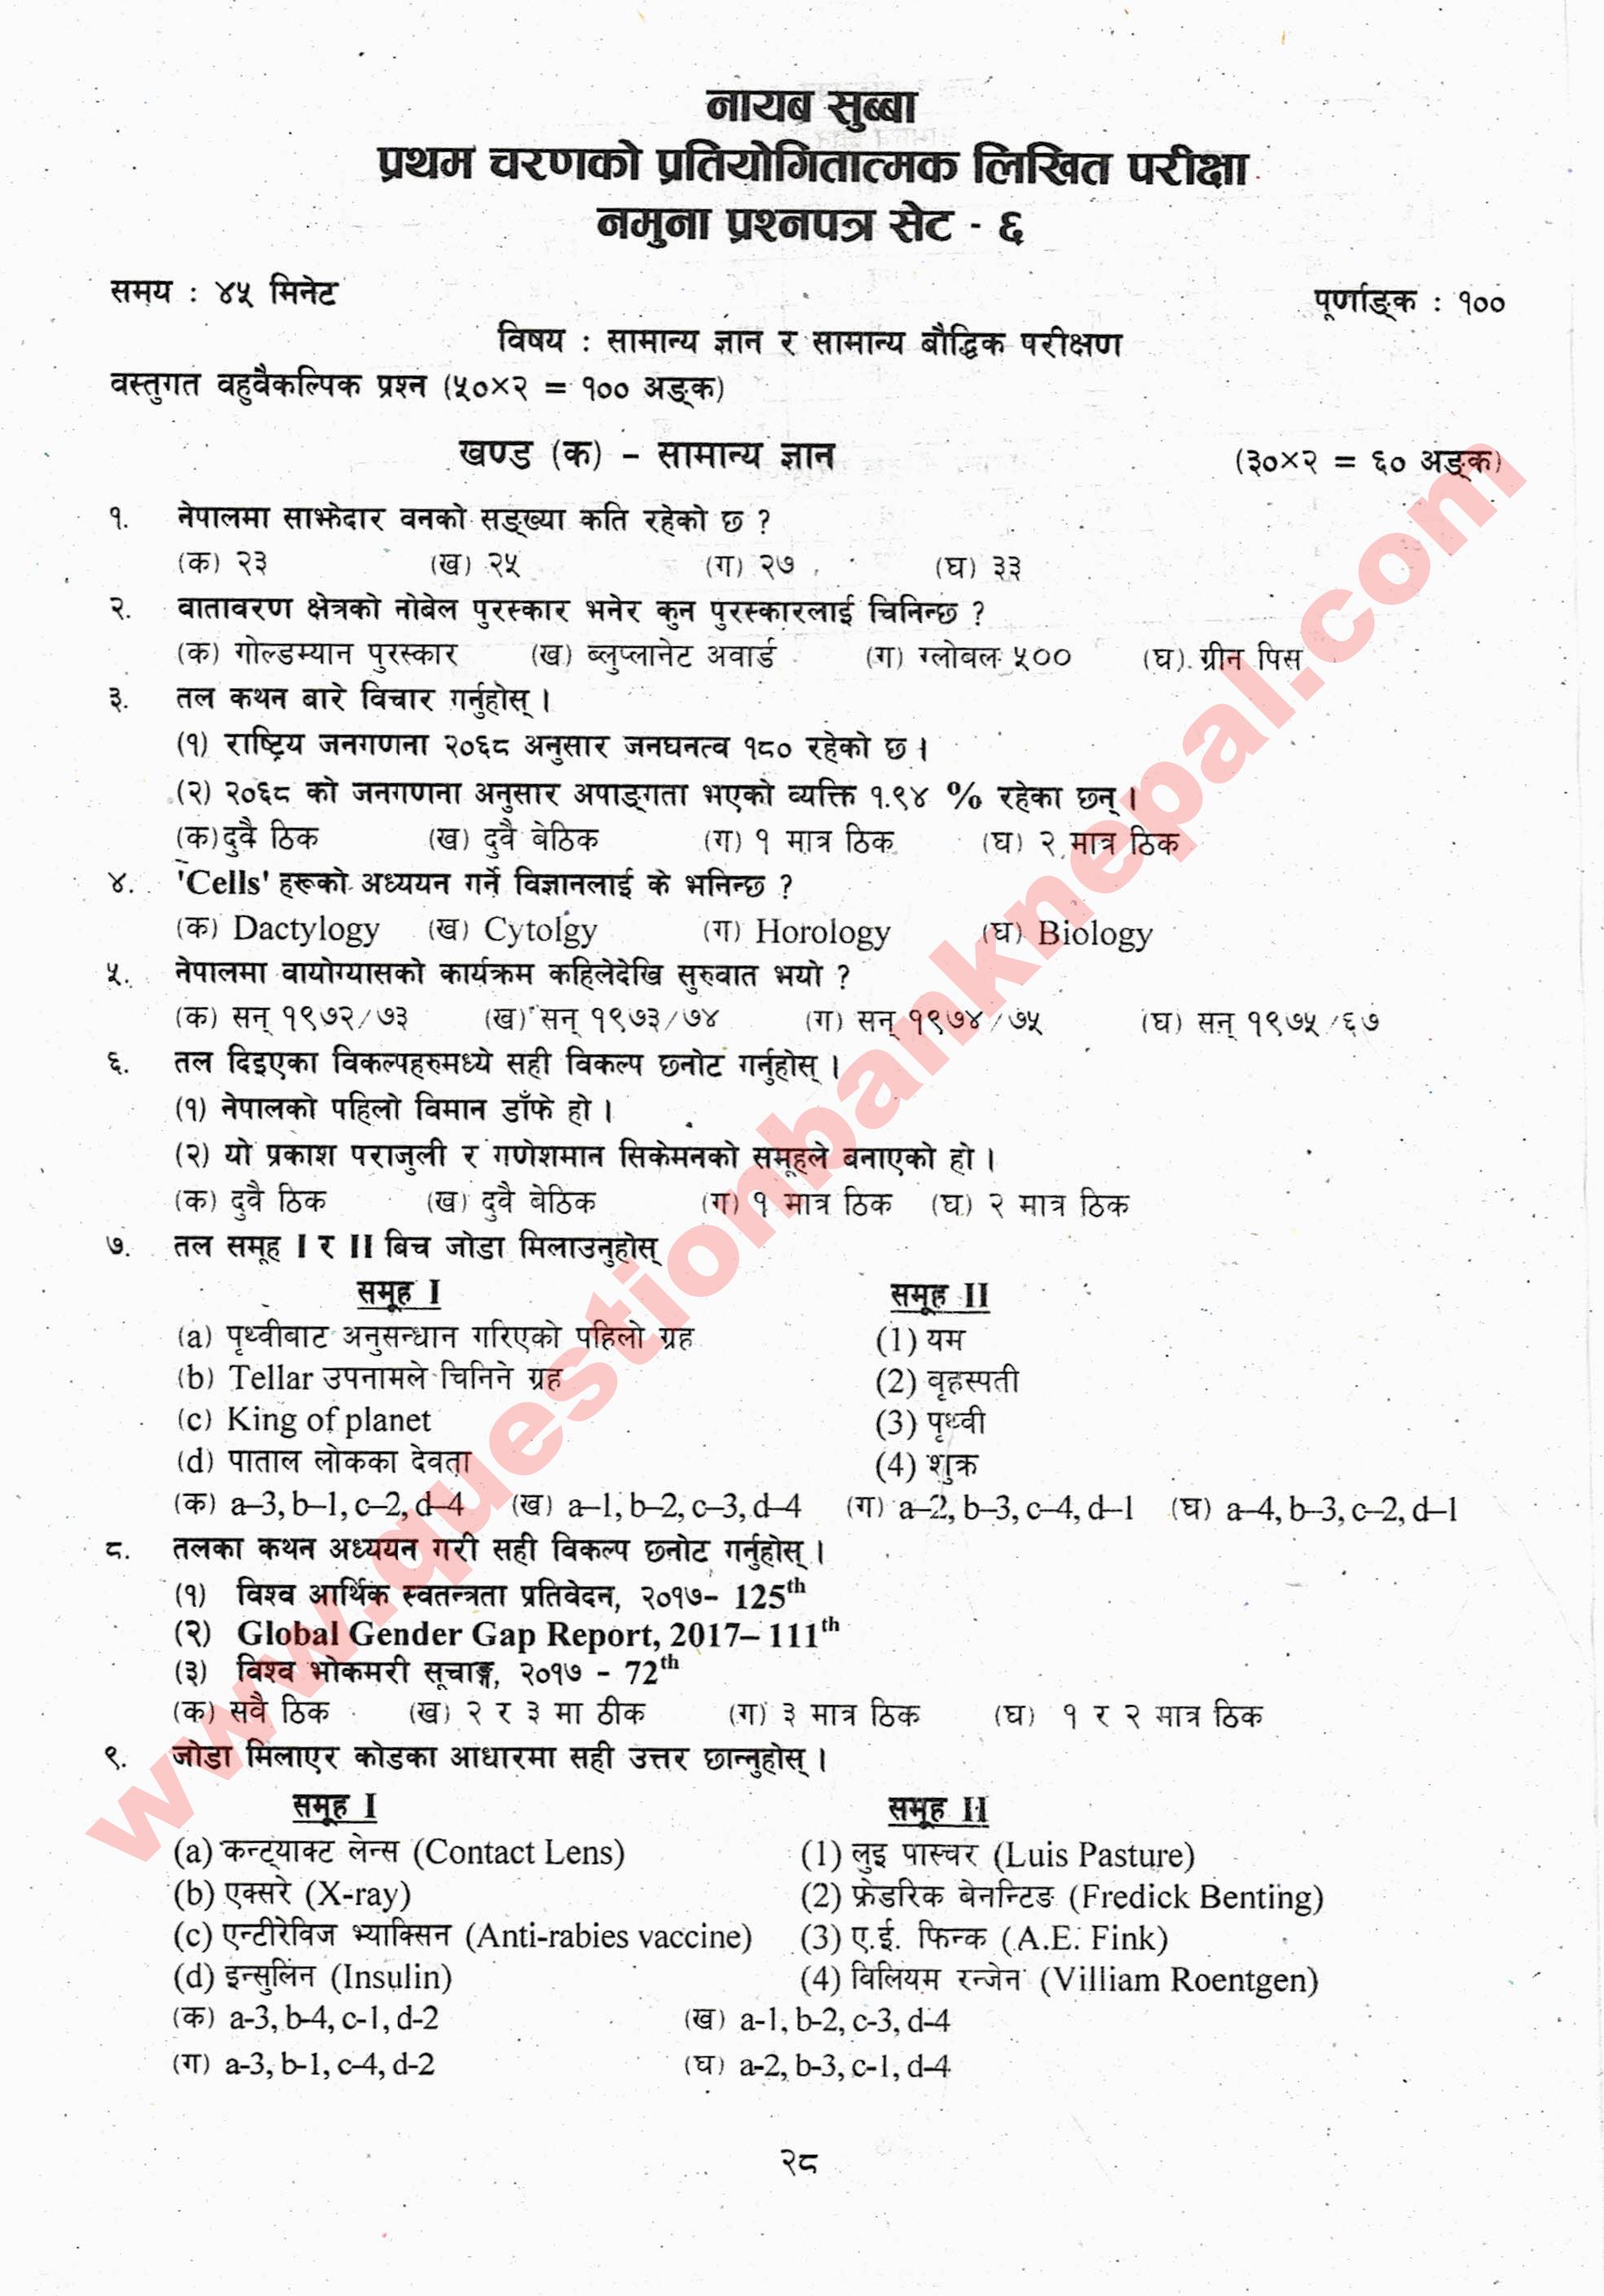 नायब सुब्बा
प्रथम चरणको प्रतियोगितात्मक लिखित परीक्षा
नमुना प्रश्नपत्र सेट - ६
समय : ४५ मिनेट पूर्णाङ्क : १००
विषय : सामान्य ज्ञान र सामान्य बौद्धिक परीक्षण
वस्तुगत वहुवैकल्पिक प्रश्न (५०×२ = १०० अङ्क)
खण्ड (क) – सामान्य ज्ञान (३०×२ = ६० अङ्क)
१. नेपालमा साझेदार वनको सङ्ख्या कति रहेको छ ?
(क) २३ (ख) २५ (ग) २७ (घ) ३३
२. वातावरण क्षेत्रको नोबेल पुरस्कार भनेर कुन पुरस्कारलाई चिनिन्छ ?
(क) गोल्डम्यान पुरस्कार (ख) ब्लुप्लानेट अवार्ड (ग) ग्लोबल ५०० (घ) ग्रीन पिस
३. तल कथन बारे विचार गर्नुहोस् ।
(१) राष्ट्रिय जनगणना २०६८ अनुसार जनघनत्व १८० रहेको छ ।
(२) २०६८ को जनगणना अनुसार अपाङ्गता भएको व्यक्ति १.९४ % रहेका छन् ।
(क) दुवै ठिक (ख) दुवै बेठिक (ग) १ मात्र ठिक (घ) २ मात्र ठिक
४. 'Cells' हरूको अध्ययन गर्ने विज्ञानलाई के भनिन्छ ?
(क) Dactylogy (ख) Cytolgy (ग) Horology (घ) Biology
५. नेपालमा वायोग्यासको कार्यक्रम कहिलेदेखि सुरुवात भयो ?
(क) सन् १९७२/७३ (ख) सन् १९७३/७४ (ग) सन् १९७४/७५ (घ) सन् १९७५/६७
६. तल दिइएका विकल्पहरुमध्ये सही विकल्प छनोट गर्नुहोस् ।
(१) नेपालको पहिलो विमान डाँफे हो ।
(२) यो प्रकाश पराजुली र गणेशमान सिकेमनको समूहले बनाएको हो ।
(क) दुवै ठिक (ख) दुवै बेठिक (ग) १ मात्र ठिक (घ) २ मात्र ठिक
७. तल समूह I र II बिच जोडा मिलाउनुहोस्
समूह I समूह II
(a) पृथ्वीबाट अनुसन्धान गरिएको पहिलो ग्रह (1) यम
(b) Tellar उपनामले चिनिने ग्रह (2) वृहस्पती
(c) King of planet (3) पृथ्वी
(d) पाताल लोकका देवता (4) शुक्र
(क) a–3, b–1, c–2, d–4 (ख) a–1, b–2, c–3, d–4 (ग) a–2, b–3, c–4, d–1 (घ) a–4, b–3, c–2, d–1
८. तलका कथन अध्ययन गरी सही विकल्प छनोट गर्नुहोस् ।
(१) विश्व आर्थिक स्वतन्त्रता प्रतिवेदन, २०१७– 125th
(२) Global Gender Gap Report, 2017– 111th
(३) विश्व भोकमरी सूचाङ्क, २०१७ - 72th
(क) सवै ठिक (ख) २ र ३ मा ठीक (ग) ३ मात्र ठिक (घ) १ र २ मात्र ठिक
९. जोडा मिलाएर कोडका आधारमा सही उत्तर छान्नुहोस् ।
समूह I समूह II
(a) कन्ट्याक्ट लेन्स (Contact Lens) (1) लुइ पास्चर (Luis Pasture)
(b) एक्सरे (X-ray) (2) फ्रेडरिक बेनन्टिङ (Fredick Benting)
(c) एन्टीरेविज भ्याक्सिन (Anti-rabies vaccine) (3) ए.ई. फिन्क (A.E. Fink)
(d) इन्सुलिन (Insulin) (4) विलियम रन्जेन (Villiam Roentgen)
(क) a-3, b-4, c-1, d-2 (ख) a-1, b-2, c-3, d-4
(ग) a-3, b-1, c-4, d-2 (घ) a-2, b-3, c-1, d-4
२८
www.questionbanknepal.com